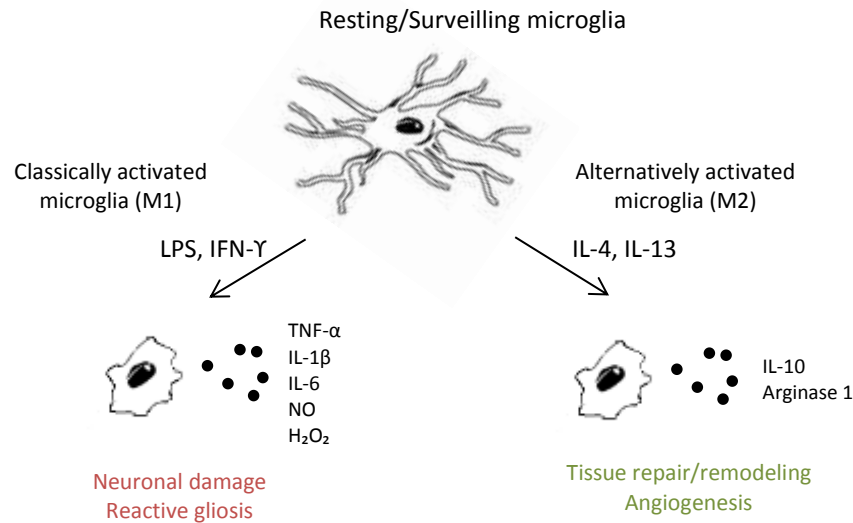 Resting/Surveilling microglia
Classically activated
microglia (M1)
Alternatively activated
microglia (M2)
LPS, IFN-ϒ
IL-4, IL-13
TNF-α
IL-1β
IL-6
NO
H₂O₂
IL-10
Arginase 1
Neuronal damage
Reactive gliosis
Tissue repair/remodeling
Angiogenesis